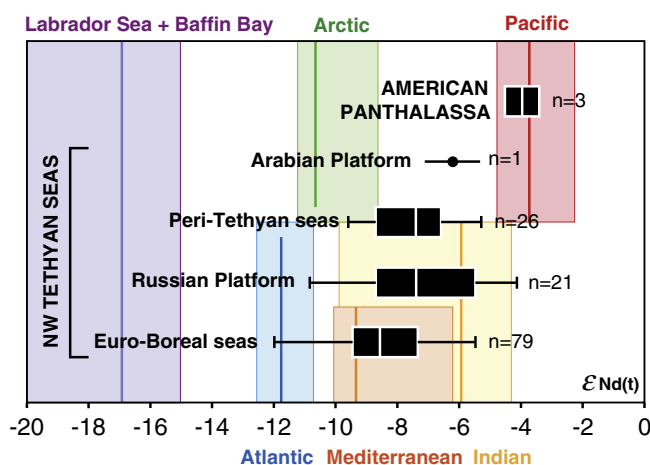 Labrador Sea + Baffin Bay Arctic Pacific
AMERICAN
PANTHALASSA n=3
Arabian Platform n=1
NW TETHYAN SEAS
Peri-Tethyan seas n=26
Russian Platform n=21
Euro-Boreal seas n=79
ℰ Nd(t)
-20 -18 -16 -14 -12 -10 -8 -6 -4 -2 0
Atlantic Mediterranean Indian